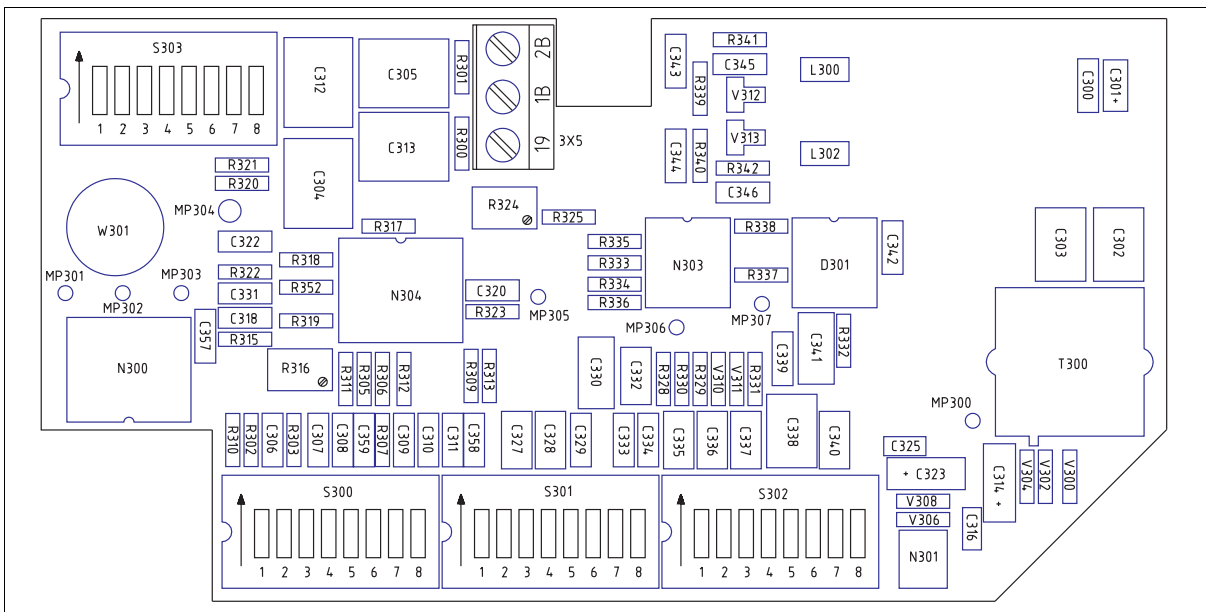 S303
1 2 3 4 5 6 7 8
C312
C305
R301
2B
1B
19
3X5
C313
R300
C304
C343
R339
R341
C345
V312
V313
C344
R340
R342
C346
L300
L302
C300
C301+
R321
R320
MP304
W301
MP301
MP302
MP303
C322
R322
C331
C318
R315
C357
N300
R317
R318
R352
R319
N304
R316
R324
R325
C320
R323
MP305
R335
R333
R334
R336
N303
R338
R337
D301
C342
MP306
MP307
C303
C302
T300
MP300
R311
R305
R306
R312
R309
R313
C330
C332
R328
R330
R329
V310
V311
R331
C339
C341
R332
R310
R302
C306
R303
C307
C308
C359
R307
C309
C310
C311
C358
C327
C328
C329
C333
C334
C335
C336
C337
C338
C340
C325
+ C323
V308
V306
N301
C314 +
C316
V304
V302
V300
S300
1 2 3 4 5 6 7 8
S301
1 2 3 4 5 6 7 8
S302
1 2 3 4 5 6 7 8